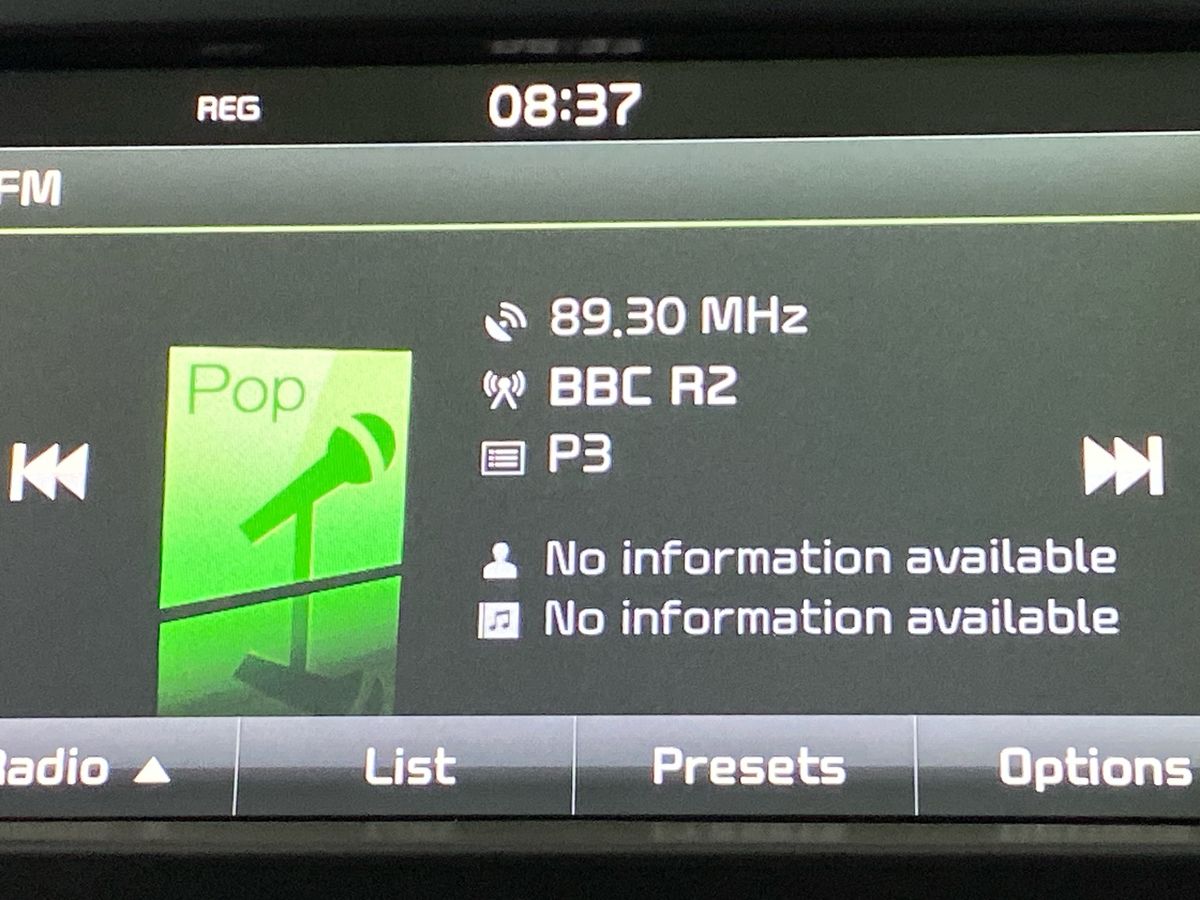 REG
08:37
FM
Pop
89.30 MHz
BBC R2
P3
No information available
No information available
Radio
List
Presets
Options